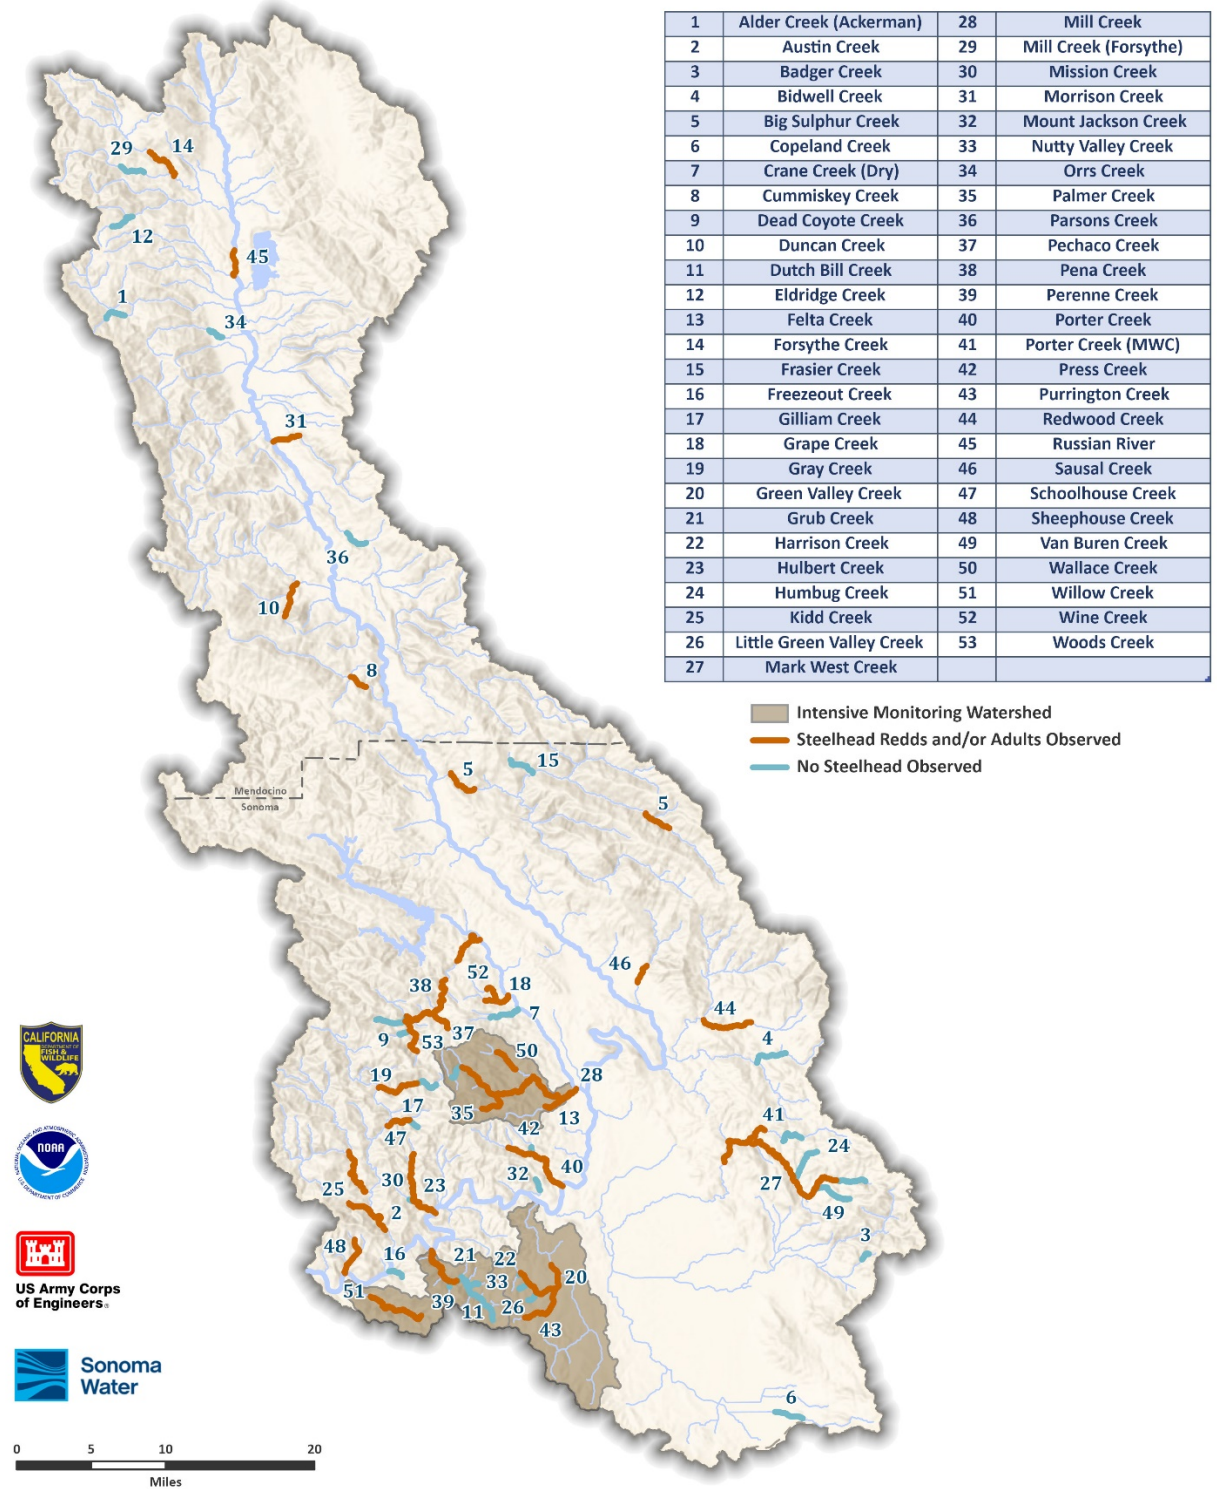 1 Alder Creek (Ackerman) 28 Mill Creek
2 Austin Creek 29 Mill Creek (Forsythe)
3 Badger Creek 30 Mission Creek
4 Bidwell Creek 31 Morrison Creek
5 Big Sulphur Creek 32 Mount Jackson Creek
6 Copeland Creek 33 Nutty Valley Creek
7 Crane Creek (Dry) 34 Orrs Creek
8 Cummiskey Creek 35 Palmer Creek
9 Dead Coyote Creek 36 Parsons Creek
10 Duncan Creek 37 Pechaco Creek
11 Dutch Bill Creek 38 Pena Creek
12 Eldridge Creek 39 Perenne Creek
13 Felta Creek 40 Porter Creek
14 Forsythe Creek 41 Porter Creek (MWC)
15 Frasier Creek 42 Press Creek
16 Freezeout Creek 43 Purrington Creek
17 Gilliam Creek 44 Redwood Creek
18 Grape Creek 45 Russian River
19 Gray Creek 46 Sausal Creek
20 Green Valley Creek 47 Schoolhouse Creek
21 Grub Creek 48 Sheephouse Creek
22 Harrison Creek 49 Van Buren Creek
23 Hulbert Creek 50 Wallace Creek
24 Humbug Creek 51 Willow Creek
25 Kidd Creek 52 Wine Creek
26 Little Green Valley Creek 53 Woods Creek
27 Mark West Creek
Intensive Monitoring Watershed
Steelhead Redds and/or Adults Observed
No Steelhead Observed
29
14
12
45
1
34
31
36
10
8
15
5
5
Mendocino
Sonoma
46
52
38
18
7
44
4
9
53
37
50
19
28
17
35
13
41
47
42
24
32
40
27
30
23
25
2
49
48
16
21
22
3
33
20
51
39
11
26
43
6
CALIFORNIA
DEPARTMENT OF
FISH &
WILDLIFE
NATIONAL OCEANIC AND ATMOSPHERIC ADMINISTRATION
NOAA
U.S. DEPARTMENT OF COMMERCE
US Army Corps
of Engineers®
Sonoma
Water
0 5 10 20
Miles